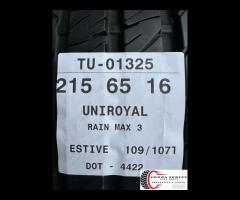 TU-01325
215 65 16
UNIROYAL
RAIN MAX 3
ESTIVE 109/107T
DOT - 4422